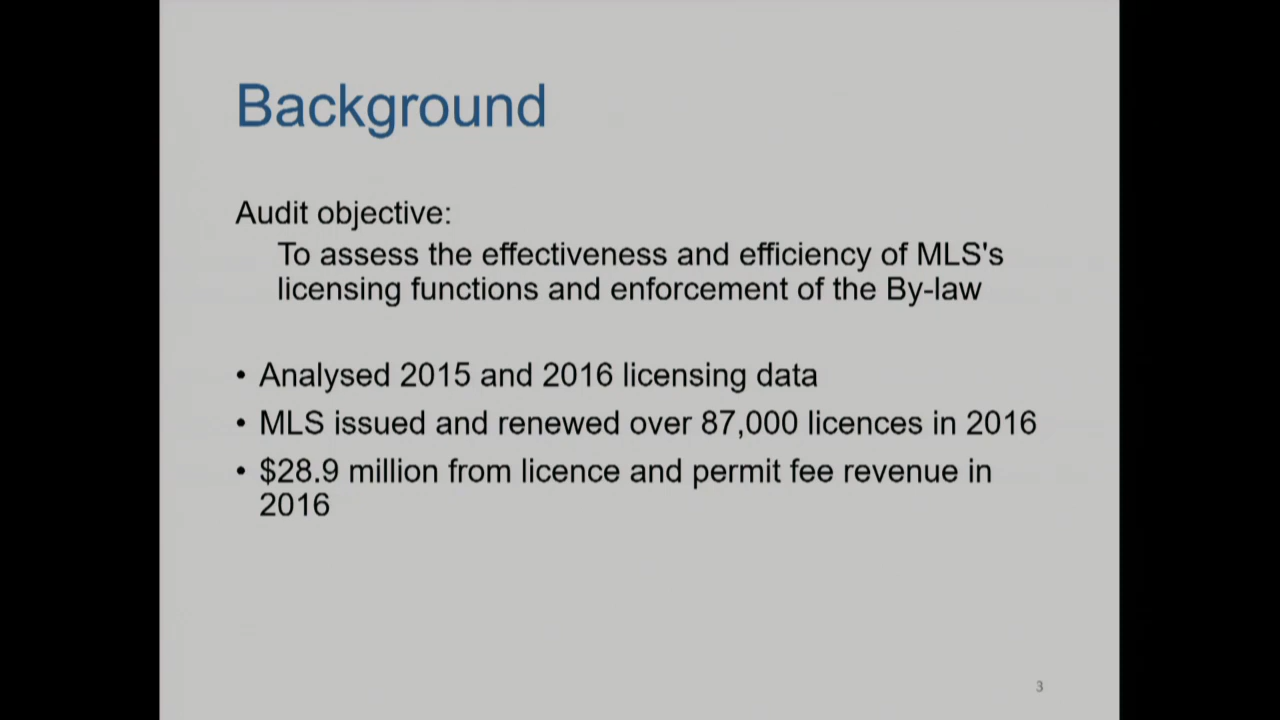 Background
Audit objective:
To assess the effectiveness and efficiency of MLS's
licensing functions and enforcement of the By-law
• Analysed 2015 and 2016 licensing data
• MLS issued and renewed over 87,000 licences in 2016
• $28.9 million from licence and permit fee revenue in
2016
3